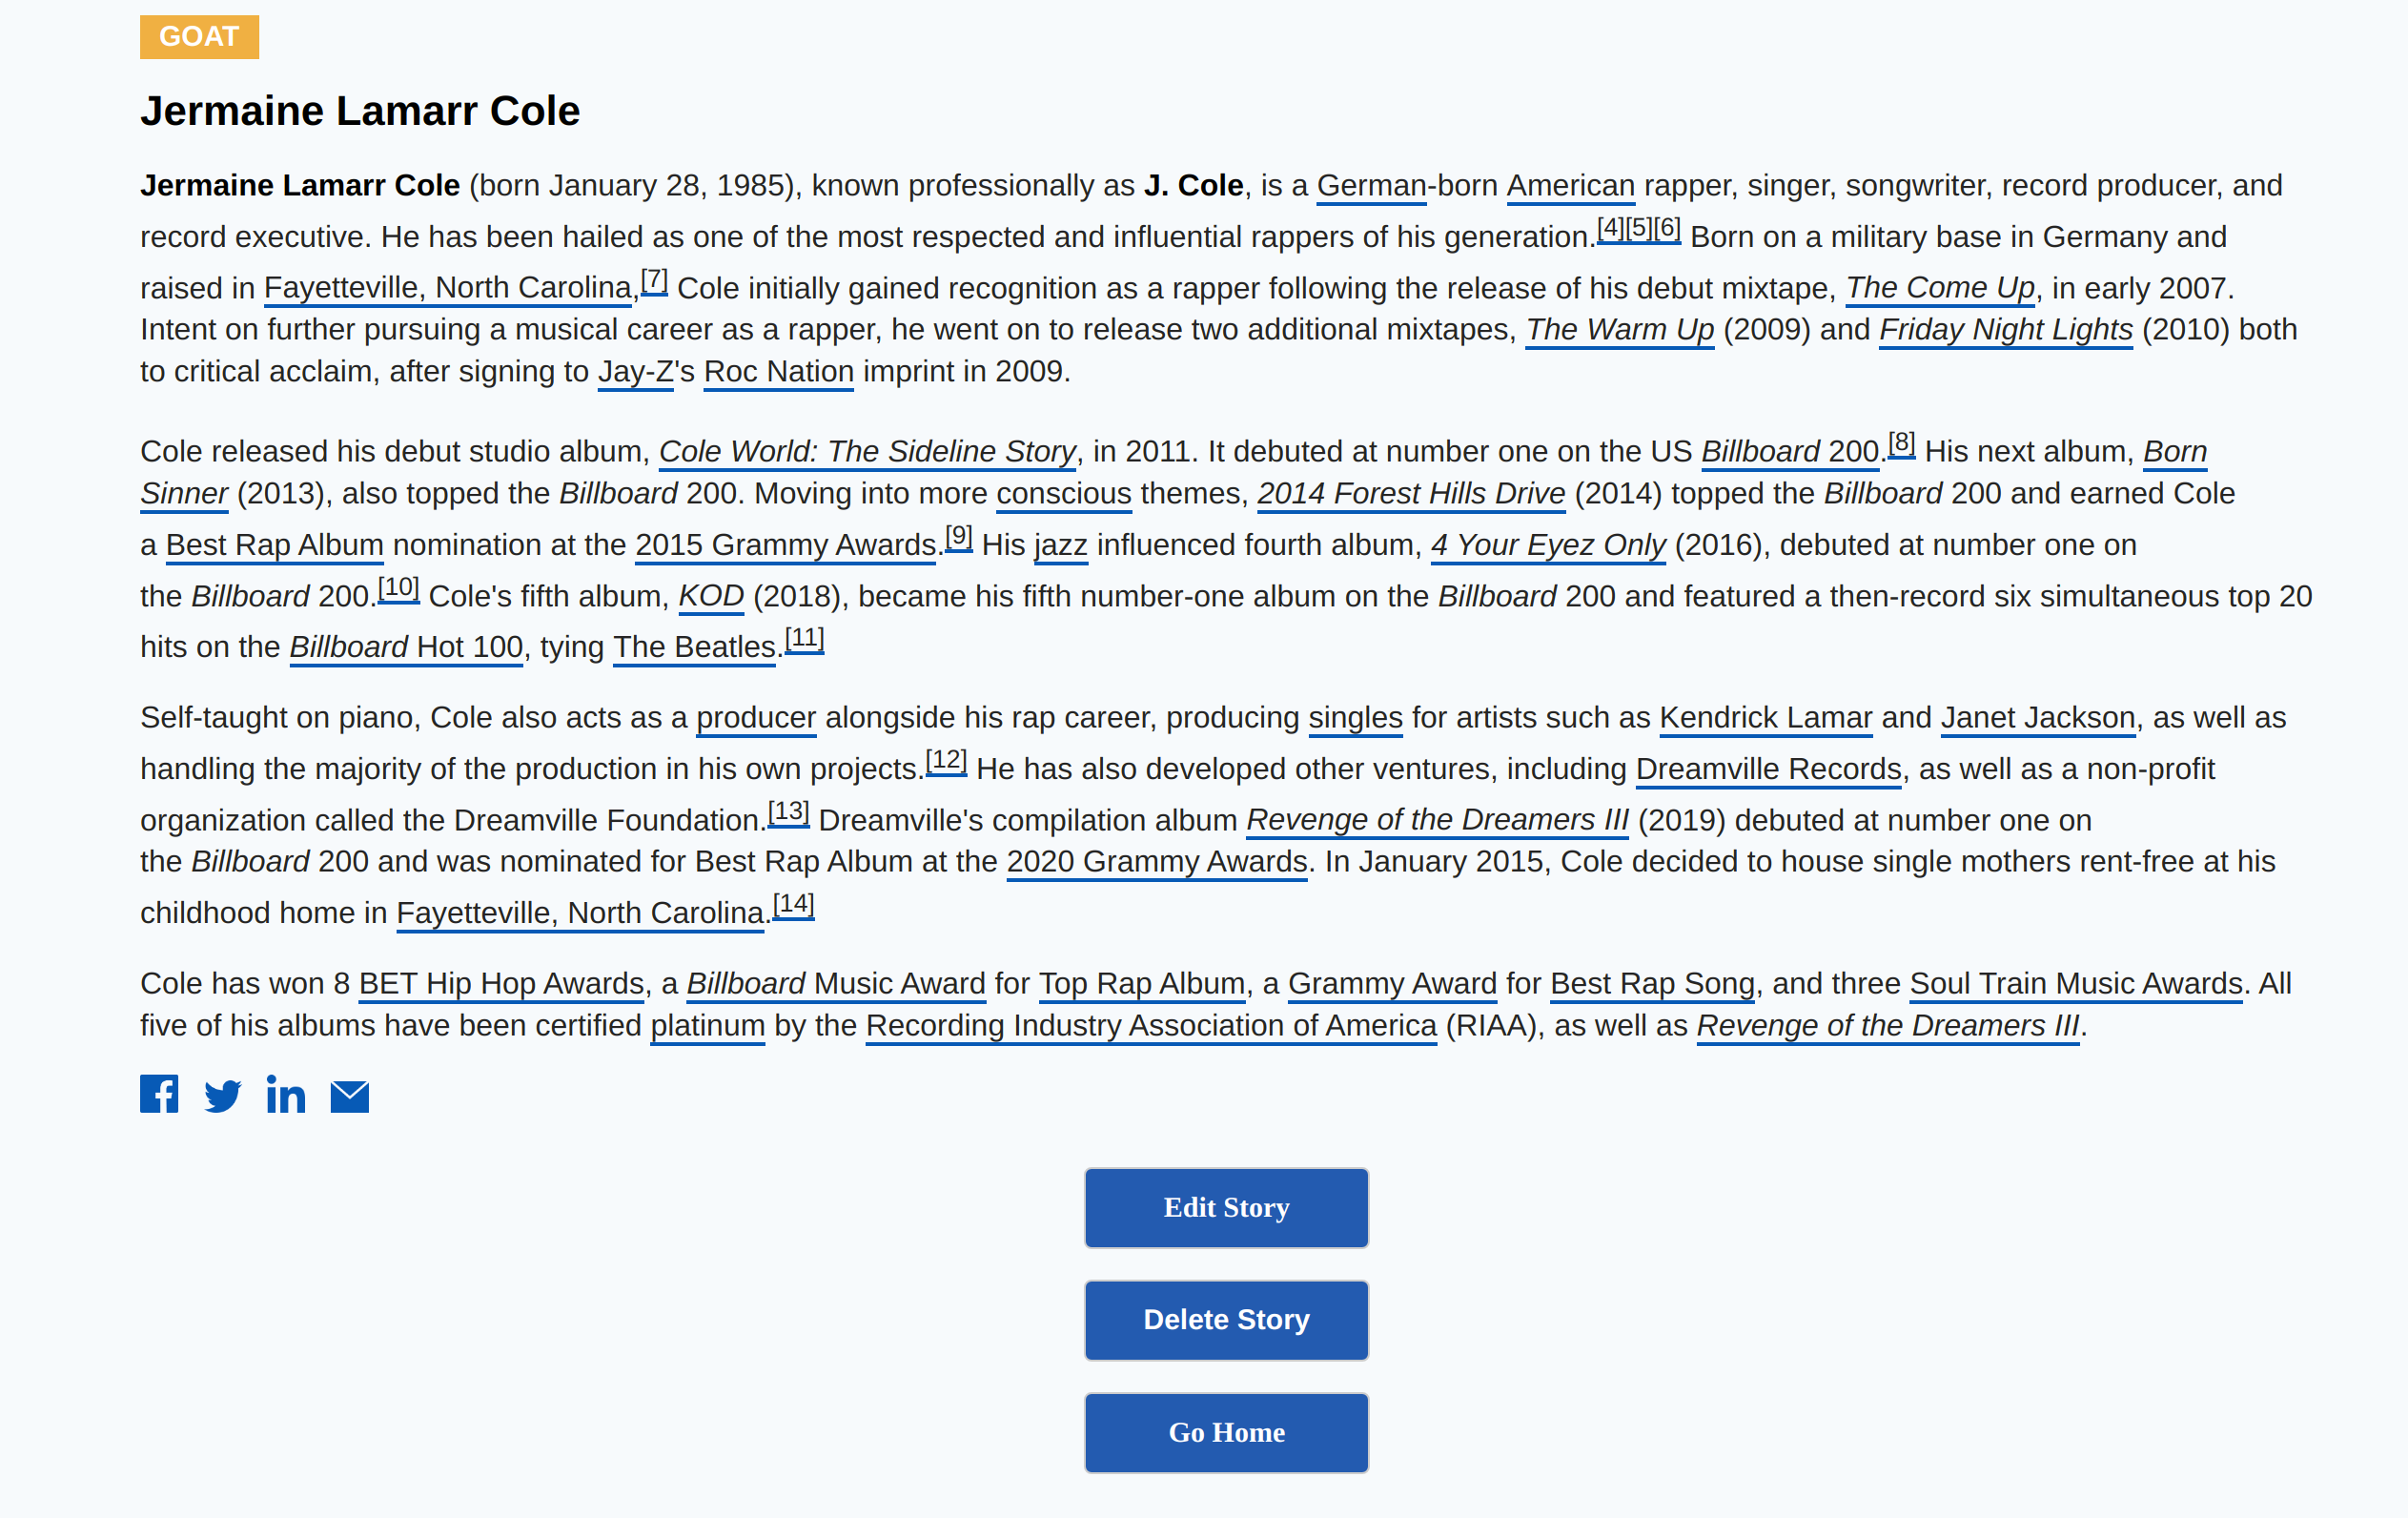 GOAT
Jermaine Lamarr Cole
Jermaine Lamarr Cole (born January 28, 1985), known professionally as J. Cole, is a German-born American rapper, singer, songwriter, record producer, and
record executive. He has been hailed as one of the most respected and influential rappers of his generation.[4][5][6] Born on a military base in Germany and
raised in Fayetteville, North Carolina,[7] Cole initially gained recognition as a rapper following the release of his debut mixtape, The Come Up, in early 2007.
Intent on further pursuing a musical career as a rapper, he went on to release two additional mixtapes, The Warm Up (2009) and Friday Night Lights (2010) both
to critical acclaim, after signing to Jay-Z's Roc Nation imprint in 2009.
Cole released his debut studio album, Cole World: The Sideline Story, in 2011. It debuted at number one on the US Billboard 200.[8] His next album, Born
Sinner (2013), also topped the Billboard 200. Moving into more conscious themes, 2014 Forest Hills Drive (2014) topped the Billboard 200 and earned Cole
a Best Rap Album nomination at the 2015 Grammy Awards.[9] His jazz influenced fourth album, 4 Your Eyez Only (2016), debuted at number one on
the Billboard 200.[10] Cole's fifth album, KOD (2018), became his fifth number-one album on the Billboard 200 and featured a then-record six simultaneous top 20
hits on the Billboard Hot 100, tying The Beatles.[11]
Self-taught on piano, Cole also acts as a producer alongside his rap career, producing singles for artists such as Kendrick Lamar and Janet Jackson, as well as
handling the majority of the production in his own projects.[12] He has also developed other ventures, including Dreamville Records, as well as a non-profit
organization called the Dreamville Foundation.[13] Dreamville's compilation album Revenge of the Dreamers III (2019) debuted at number one on
the Billboard 200 and was nominated for Best Rap Album at the 2020 Grammy Awards. In January 2015, Cole decided to house single mothers rent-free at his
childhood home in Fayetteville, North Carolina.[14]
Cole has won 8 BET Hip Hop Awards, a Billboard Music Award for Top Rap Album, a Grammy Award for Best Rap Song, and three Soul Train Music Awards. All
five of his albums have been certified platinum by the Recording Industry Association of America (RIAA), as well as Revenge of the Dreamers III.
Edit Story
Delete Story
Go Home